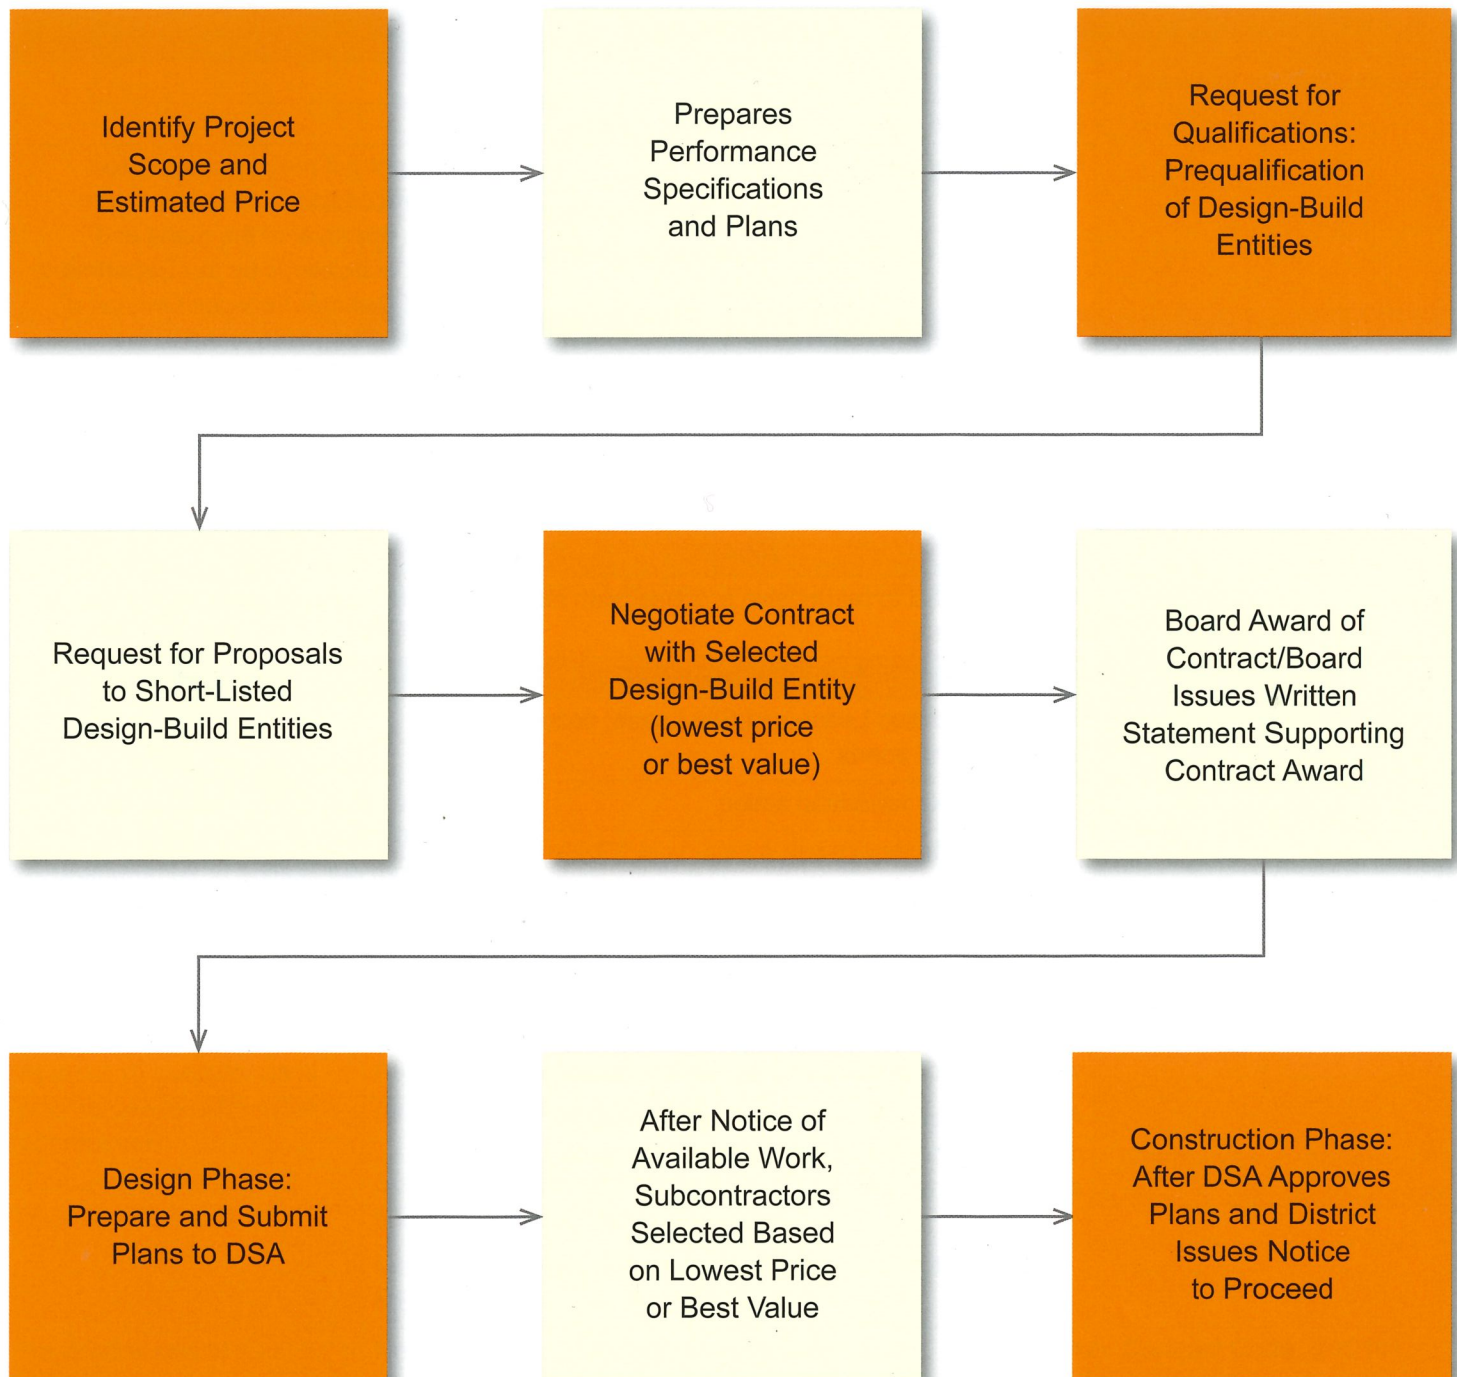 Identify Project
Scope and
Estimated Price
Prepares
Performance
Specifications
and Plans
Request for
Qualifications:
Prequalification
of Design-Build
Entities
Request for Proposals
to Short-Listed
Design-Build Entities
Negotiate Contract
with Selected
Design-Build Entity
(lowest price
or best value)
Board Award of
Contract/Board
Issues Written
Statement Supporting
Contract Award
Design Phase:
Prepare and Submit
Plans to DSA
After Notice of
Available Work,
Subcontractors
Selected Based
on Lowest Price
or Best Value
Construction Phase:
After DSA Approves
Plans and District
Issues Notice
to Proceed